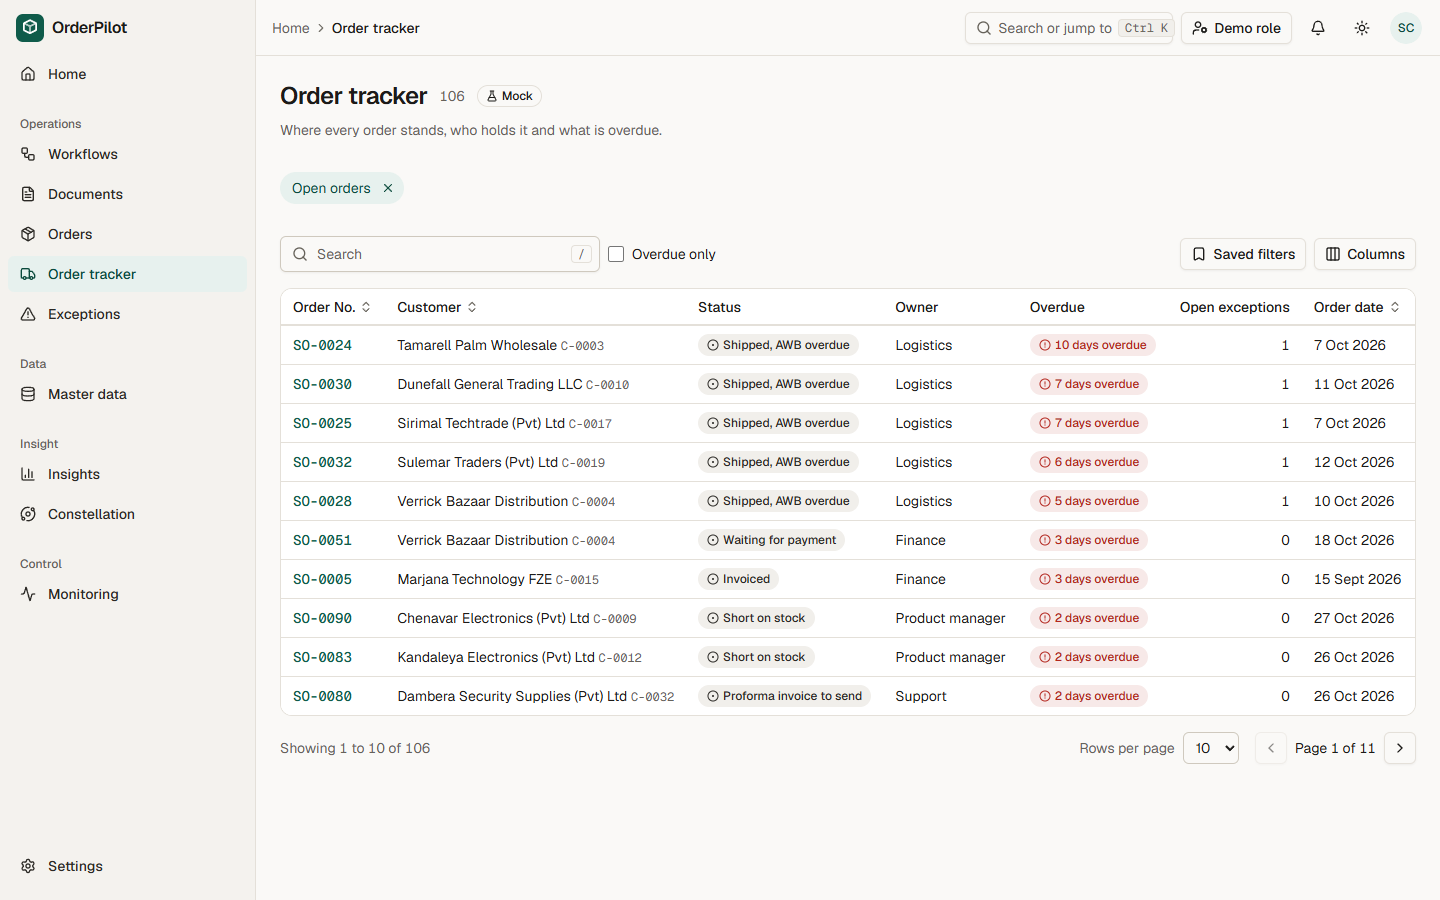 OrderPilot
Home
Operations
Workflows
Documents
Orders
Order tracker
Exceptions
Data
Master data
Insight
Insights
Constellation
Control
Monitoring
Settings
Home > Order tracker
Search or jump to Ctrl K
Demo role
SC
Order tracker 106 Mock
Where every order stands, who holds it and what is overdue.
Open orders
Search /
Overdue only
Saved filters
Columns
Order No. Customer Status Owner Overdue Open exceptions Order date
SO-0024 Tamarell Palm Wholesale C-0003 Shipped, AWB overdue Logistics 10 days overdue 1 7 Oct 2026
SO-0030 Dunefall General Trading LLC C-0010 Shipped, AWB overdue Logistics 7 days overdue 1 11 Oct 2026
SO-0025 Sirimal Techtrade (Pvt) Ltd C-0017 Shipped, AWB overdue Logistics 7 days overdue 1 7 Oct 2026
SO-0032 Sulemar Traders (Pvt) Ltd C-0019 Shipped, AWB overdue Logistics 6 days overdue 1 12 Oct 2026
SO-0028 Verrick Bazaar Distribution C-0004 Shipped, AWB overdue Logistics 5 days overdue 1 10 Oct 2026
SO-0051 Verrick Bazaar Distribution C-0004 Waiting for payment Finance 3 days overdue 0 18 Oct 2026
SO-0005 Marjana Technology FZE C-0015 Invoiced Finance 3 days overdue 0 15 Sept 2026
SO-0090 Chenavar Electronics (Pvt) Ltd C-0009 Short on stock Product manager 2 days overdue 0 27 Oct 2026
SO-0083 Kandaleya Electronics (Pvt) Ltd C-0012 Short on stock Product manager 2 days overdue 0 26 Oct 2026
SO-0080 Dambera Security Supplies (Pvt) Ltd C-0032 Proforma invoice to send Support 2 days overdue 0 26 Oct 2026
Showing 1 to 10 of 106
Rows per page 10
Page 1 of 11